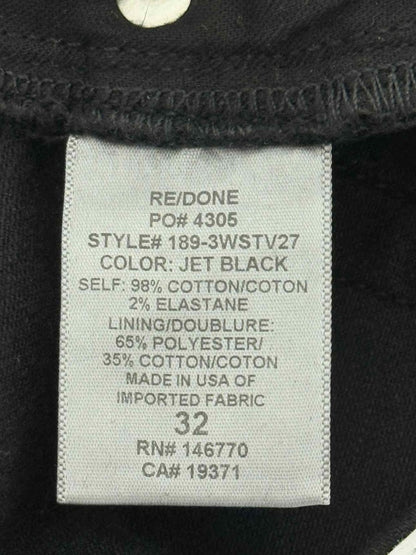 RE/DONE
PO# 4305
STYLE# 189-3WSTV27
COLOR: JET BLACK
SELF: 98% COTTON/COTON
2% ELASTANE
LINING/DOUBLURE:
65% POLYESTER/
35% COTTON/COTON
MADE IN USA OF
IMPORTED FABRIC
32
RN# 146770
CA# 19371